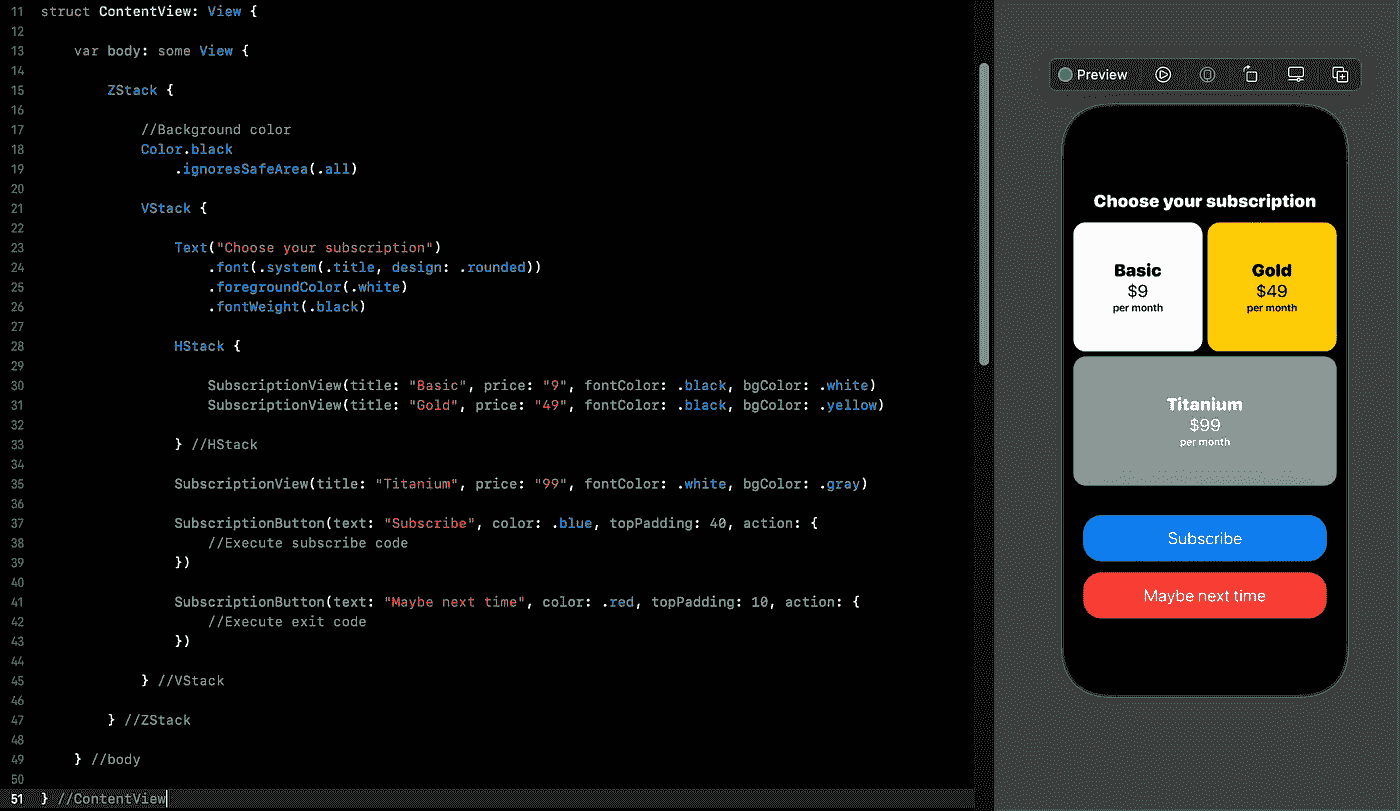 11 struct ContentView: View {
12
13 var body: some View {
14
15 ZStack {
16
17 //Background color
18 Color.black
19 .ignoresSafeArea(.all)
20
21 VStack {
22
23 Text("Choose your subscription")
24 .font(.system(.title, design: .rounded))
25 .foregroundColor(.white)
26 .fontWeight(.black)
27
28 HStack {
29
30 SubscriptionView(title: "Basic", price: "9", fontColor: .black, bgColor: .white)
31 SubscriptionView(title: "Gold", price: "49", fontColor: .black, bgColor: .yellow)
32
33 } //HStack
34
35 SubscriptionView(title: "Titanium", price: "99", fontColor: .white, bgColor: .gray)
36
37 SubscriptionButton(text: "Subscribe", color: .blue, topPadding: 40, action: {
38 //Execute subscribe code
39 })
40
41 SubscriptionButton(text: "Maybe next time", color: .red, topPadding: 10, action: {
42 //Execute exit code
43 })
44
45 } //VStack
46
47 } //ZStack
48
49 } //body
50
51 } //ContentView
Preview
Choose your subscription
Basic
$9
per month
Gold
$49
per month
Titanium
$99
per month
Subscribe
Maybe next time